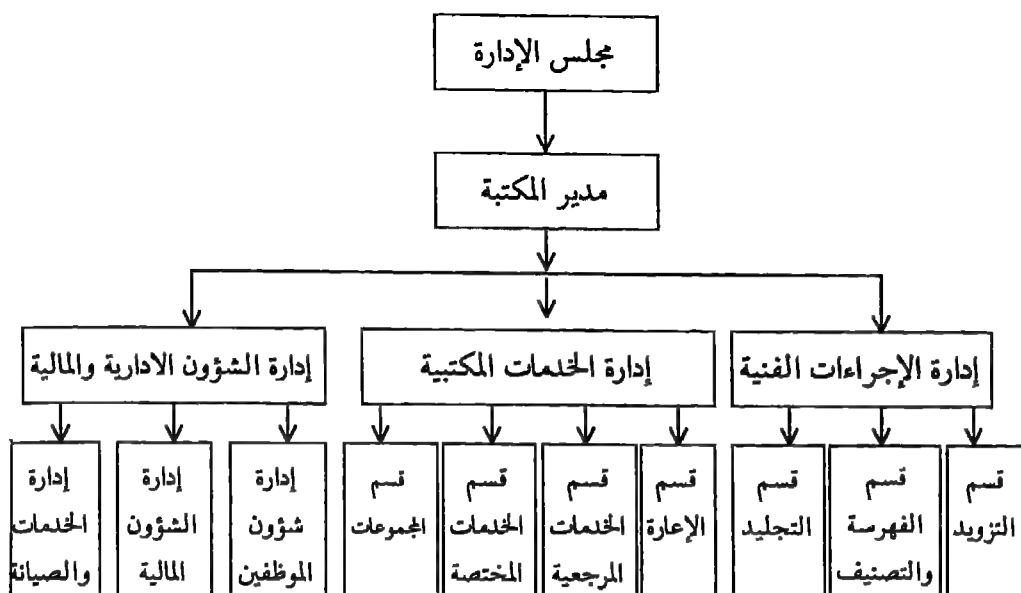 مجلس الإدارة
مدير المكتبة
إدارة الإجراءات الفنية
إدارة الخدمات المكتبية
إدارة الشؤون الادارية والمالية
قسم
التزويد
قسم
الفهرسة
والتصنيف
قسم
التجليد
قسم
الإعارة
قسم
الخدمات
المرجعية
قسم
الخدمات
المختصة
قسم
المجموعات
إدارة
شؤون
الموظفين
إدارة
الشؤون
المالية
إدارة
الخدمات
والصيانة